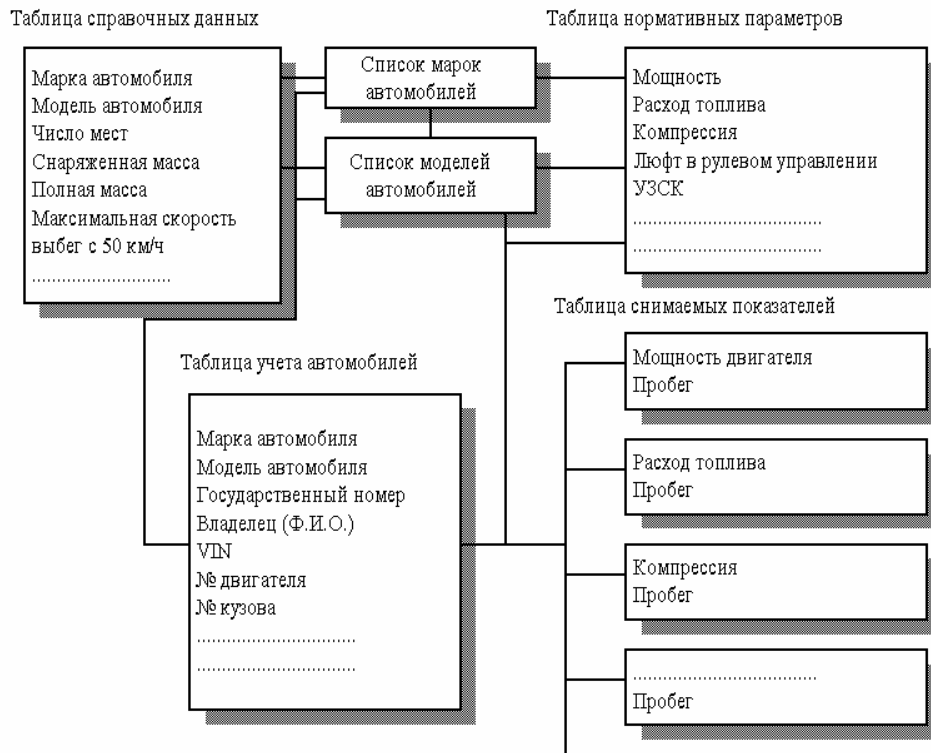 Таблица справочных данных
Таблица нормативных параметров
Марка автомобиля
Модель автомобиля
Число мест
Снаряженная масса
Полная масса
Максимальная скорость
выбег с 50 км/ч
............................
Список марок
автомобилей
Список моделей
автомобилей
Мощность
Расход топлива
Компрессия
Люфт в рулевом управлении
УЗСК
......................................
......................................
Таблица снимаемых показателей
Таблица учета автомобилей
Мощность двигателя
Пробег
Марка автомобиля
Модель автомобиля
Государственный номер
Владелец (Ф.И.О.)
VIN
№ двигателя
№ кузова
................................
................................
Расход топлива
Пробег
Компрессия
Пробег
.....................................
Пробег